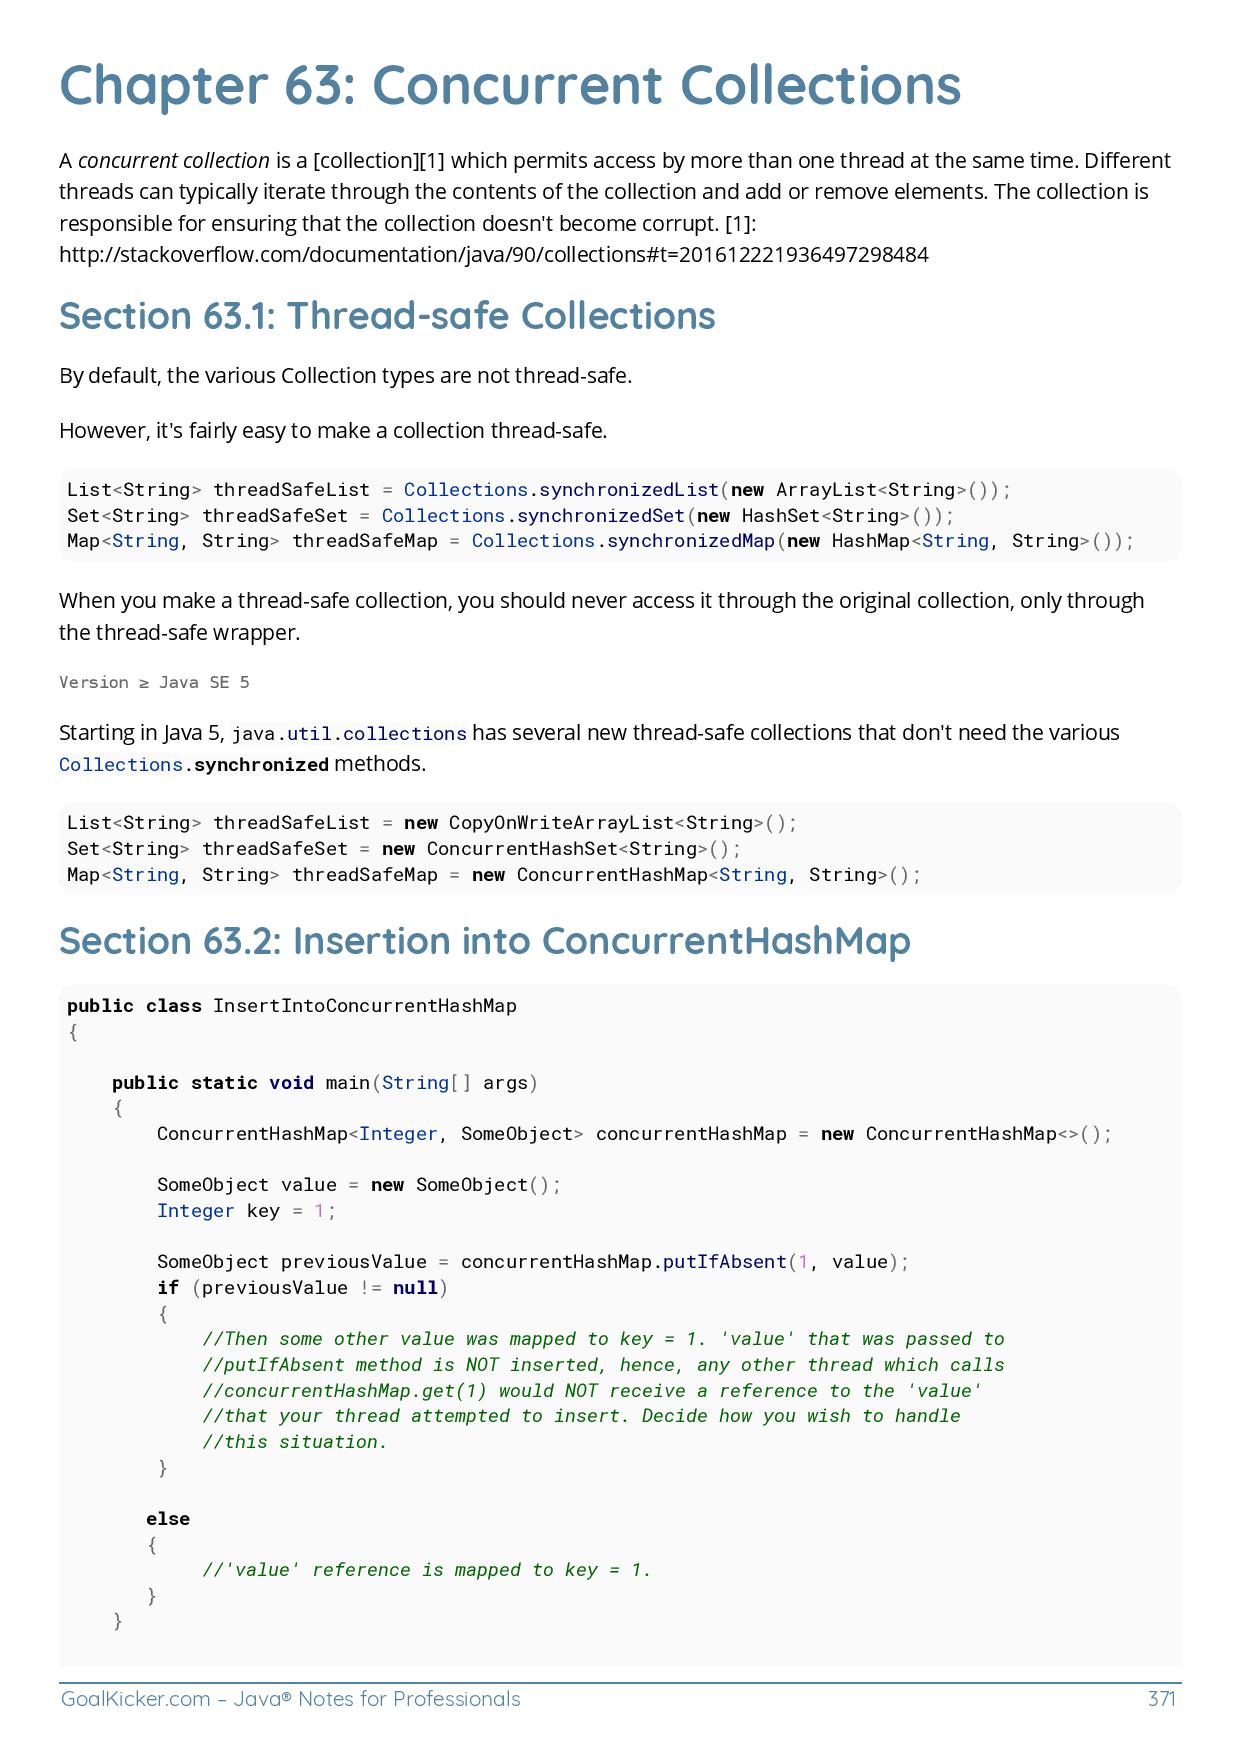 Chapter 63: Concurrent Collections
A concurrent collection is a [collection][1] which permits access by more than one thread at the same time. Different
threads can typically iterate through the contents of the collection and add or remove elements. The collection is
responsible for ensuring that the collection doesn't become corrupt. [1]:
http://stackoverflow.com/documentation/java/90/collections#t=201612221936497298484
Section 63.1: Thread-safe Collections
By default, the various Collection types are not thread-safe.
However, it's fairly easy to make a collection thread-safe.
List<String> threadSafeList = Collections.synchronizedList(new ArrayList<String>());
Set<String> threadSafeSet = Collections.synchronizedSet(new HashSet<String>());
Map<String, String> threadSafeMap = Collections.synchronizedMap(new HashMap<String, String>());
When you make a thread-safe collection, you should never access it through the original collection, only through
the thread-safe wrapper.
Version ≥ Java SE 5
Starting in Java 5, java.util.collections has several new thread-safe collections that don't need the various
Collections.synchronized methods.
List<String> threadSafeList = new CopyOnWriteArrayList<String>();
Set<String> threadSafeSet = new ConcurrentHashSet<String>();
Map<String, String> threadSafeMap = new ConcurrentHashMap<String, String>();
Section 63.2: Insertion into ConcurrentHashMap
public class InsertIntoConcurrentHashMap
{
    public static void main(String[] args)
    {
        ConcurrentHashMap<Integer, SomeObject> concurrentHashMap = new ConcurrentHashMap<>();
        SomeObject value = new SomeObject();
        Integer key = 1;
        SomeObject previousValue = concurrentHashMap.putIfAbsent(1, value);
        if (previousValue != null)
        {
            //Then some other value was mapped to key = 1. 'value' that was passed to
            //putIfAbsent method is NOT inserted, hence, any other thread which calls
            //concurrentHashMap.get(1) would NOT receive a reference to the 'value'
            //that your thread attempted to insert. Decide how you wish to handle
            //this situation.
        }
       else
       {
            //'value' reference is mapped to key = 1.
       }
    }
GoalKicker.com – Java® Notes for Professionals
371